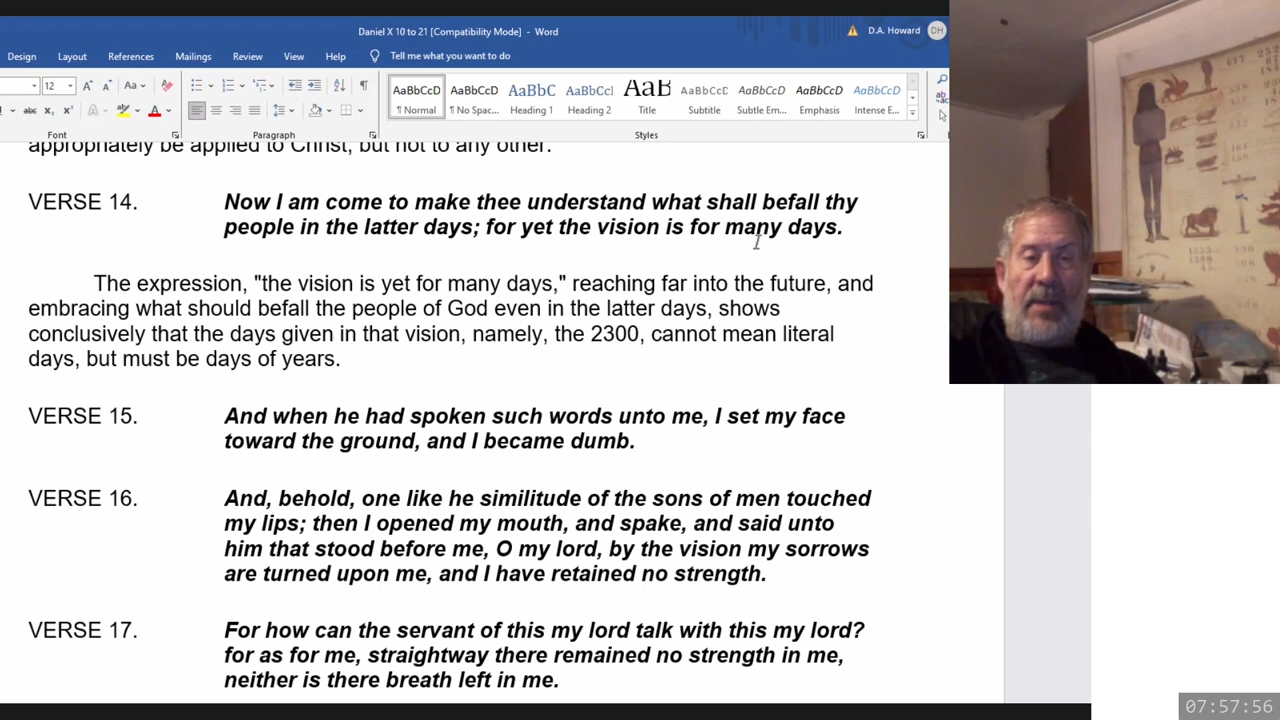 Daniel X 10 to 21 [Compatibility Mode] - Word
D.A. Howard
DH
Design Layout References Mailings Review View Help Tell me what you want to do
12
Aa
AaBbCcD AaBbCcD AaBbC AaBbCc AaB AaBbCcD AaBbCcD AaBbCcD AaBbCcD
¶ Normal ¶ No Spac... Heading 1 Heading 2 Title Subtitle Subtle Em... Emphasis Intense E...
Font Paragraph Styles
appropriately be applied to Christ, but not to any other.
VERSE 14. Now I am come to make thee understand what shall befall thy
people in the latter days; for yet the vision is for many days.
The expression, "the vision is yet for many days," reaching far into the future, and
embracing what should befall the people of God even in the latter days, shows
conclusively that the days given in that vision, namely, the 2300, cannot mean literal
days, but must be days of years.
VERSE 15. And when he had spoken such words unto me, I set my face
toward the ground, and I became dumb.
VERSE 16. And, behold, one like he similitude of the sons of men touched
my lips; then I opened my mouth, and spake, and said unto
him that stood before me, O my lord, by the vision my sorrows
are turned upon me, and I have retained no strength.
VERSE 17. For how can the servant of this my lord talk with this my lord?
for as for me, straightway there remained no strength in me,
neither is there breath left in me.
07:57:56